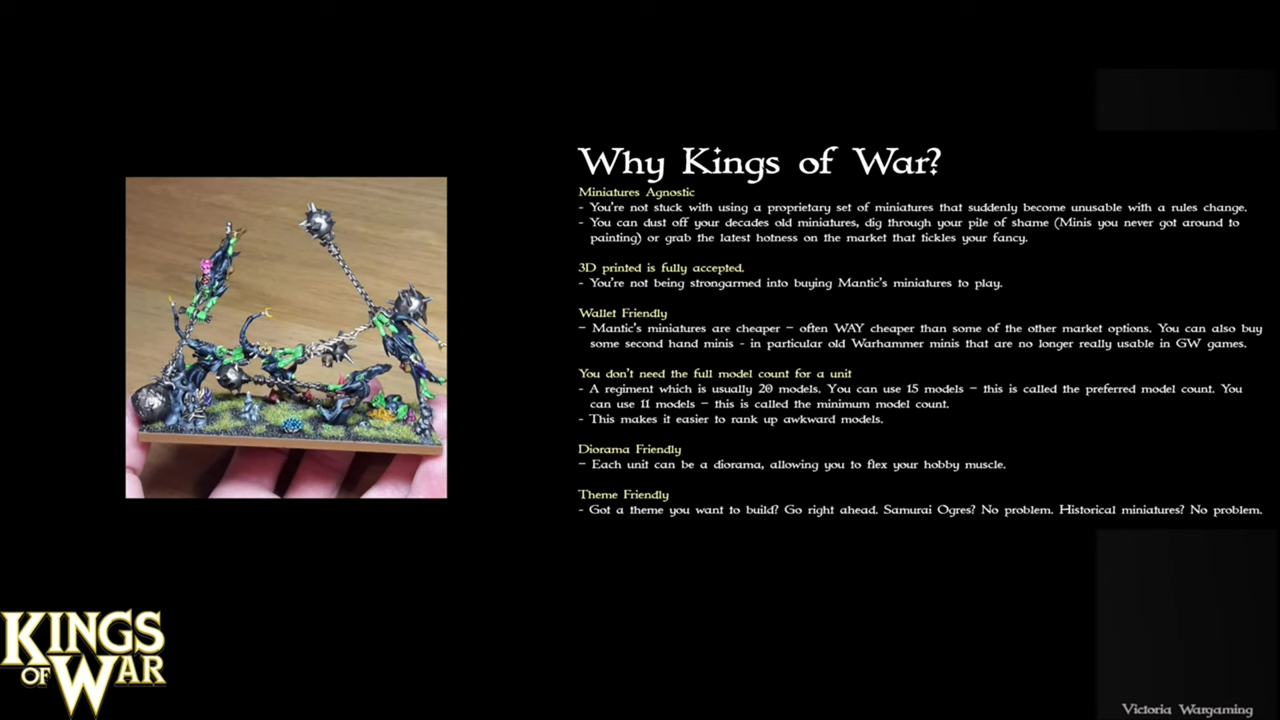 Why Kings of War?
Miniatures Agnostic
- You're not stuck with using a proprietary set of miniatures that suddenly become unusable with a rules change.
- You can dust off your decades old miniatures, dig through your pile of shame (Minis you never got around to
painting) or grab the latest hotness on the market that tickles your fancy.
3D printed is fully accepted.
- You're not being strongarmed into buying Mantic's miniatures to play.
Wallet Friendly
– Mantic's miniatures are cheaper – often WAY cheaper than some of the other market options. You can also buy
some second hand minis - in particular old Warhammer minis that are no longer really usable in GW games.
You don't need the full model count for a unit
- A regiment which is usually 20 models. You can use 15 models – this is called the preferred model count. You
can use 11 models – this is called the minimum model count.
- This makes it easier to rank up awkward models.
Diorama Friendly
– Each unit can be a diorama, allowing you to flex your hobby muscle.
Theme Friendly
- Got a theme you want to build? Go right ahead. Samurai Ogres? No problem. Historical miniatures? No problem.
KINGS
OF WAR
Victoria Wargaming